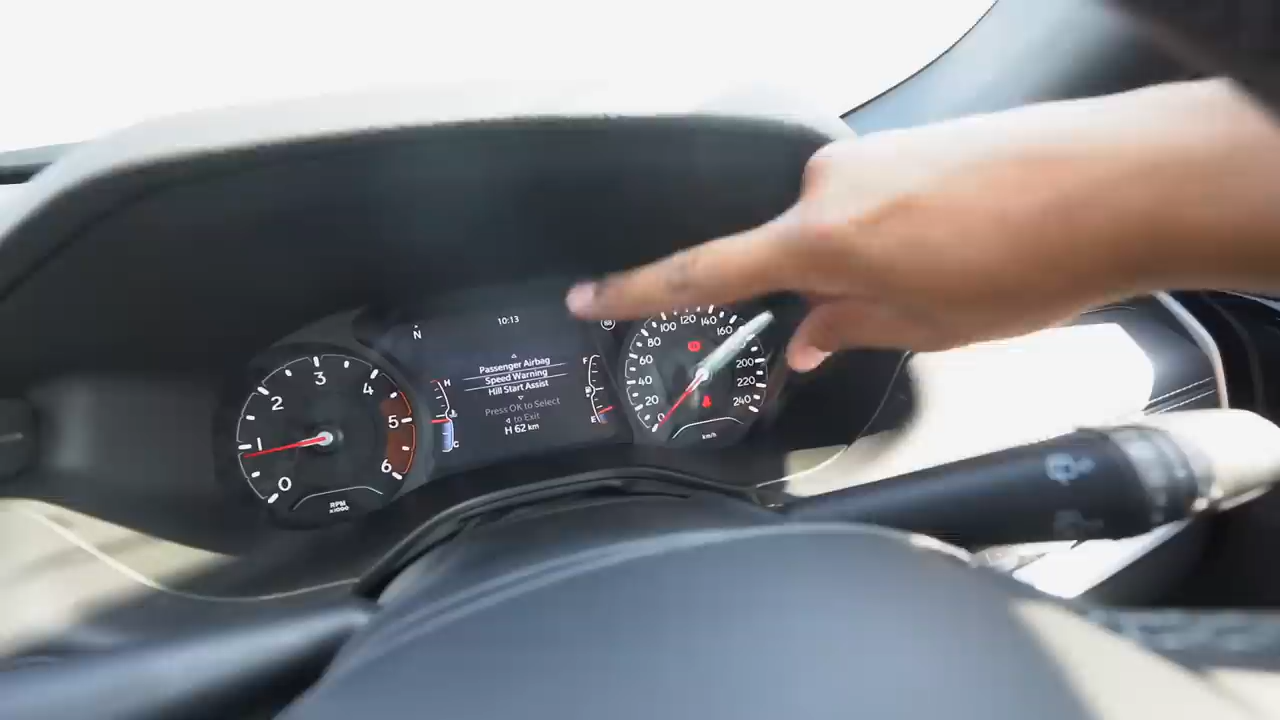 N
10:13
Passenger Airbag
Speed Warning
Hill Start Assist
Press OK to Select
to Exit
H 62 km
H
C
F
E
0
1
2
3
4
5
6
RPM
x1000
0
20
40
60
80
100
120
140
160
200
220
240
km/h